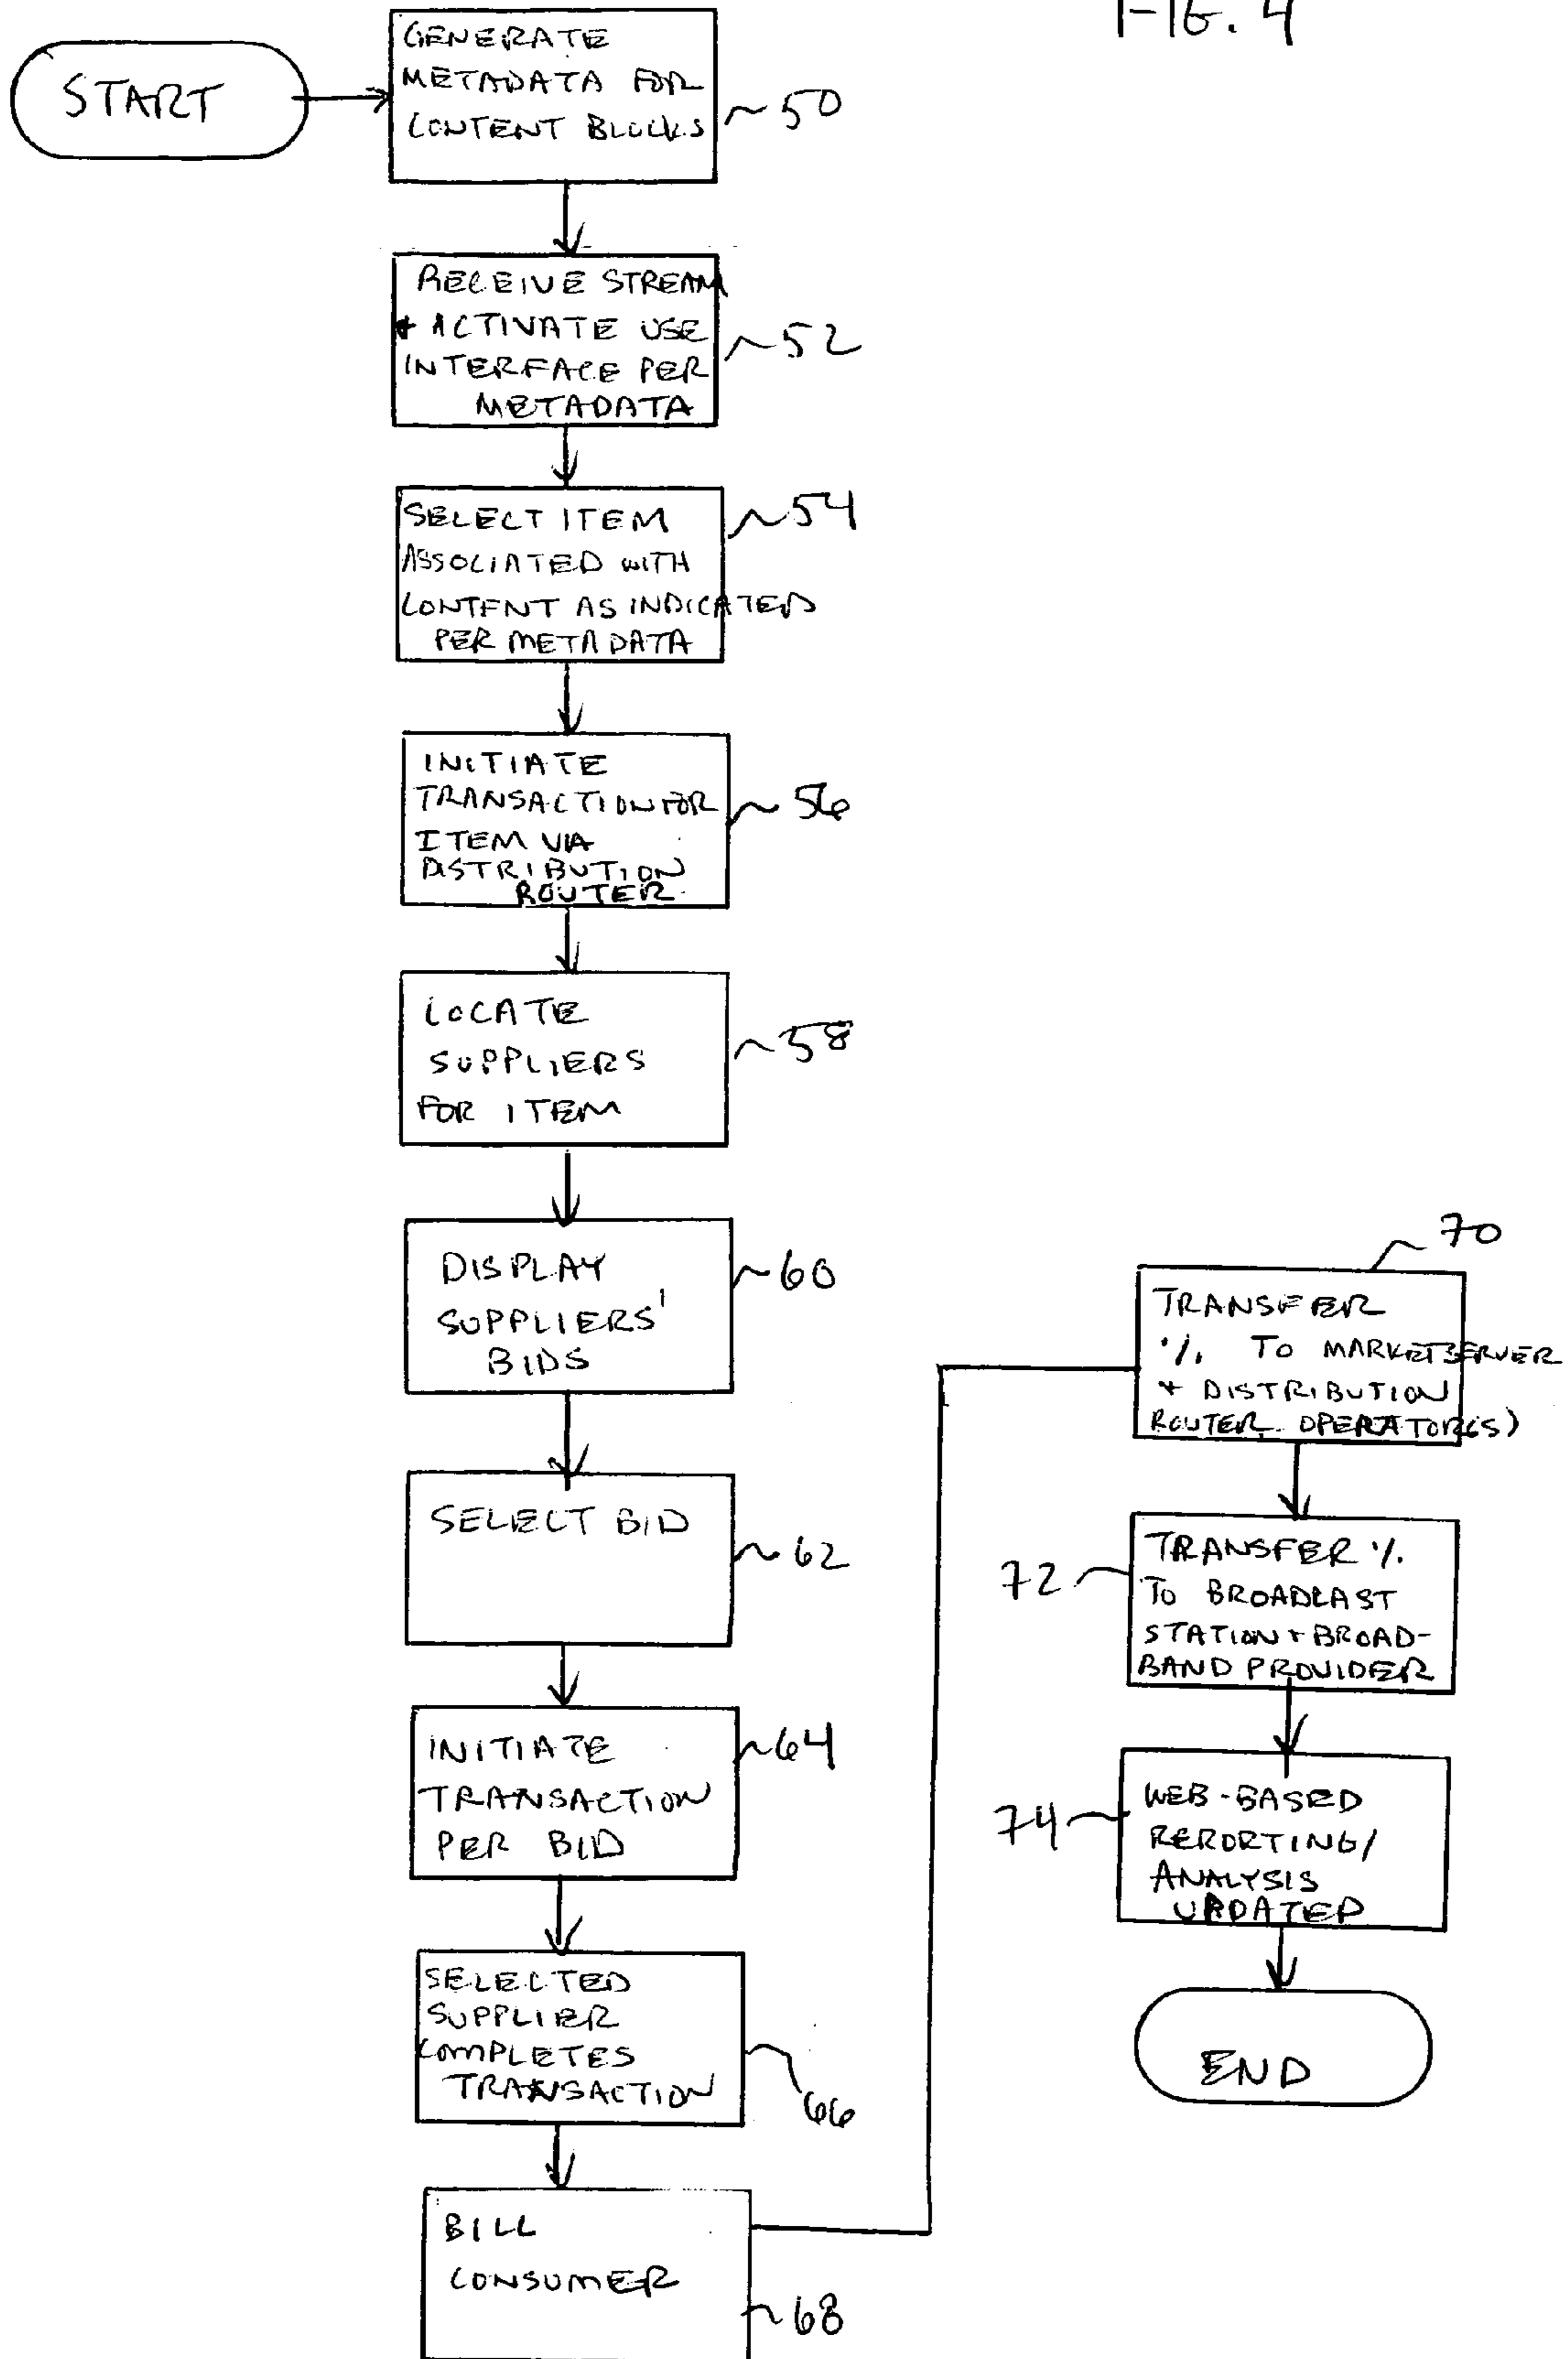 FIG. 4
START
GENERATE
METADATA FOR
CONTENT BLOCKS
50
RECEIVE STREAM
+ ACTIVATE USE
INTERFACE PER
METADATA
52
SELECT ITEM
ASSOCIATED WITH
CONTENT AS INDICATED
PER METADATA
54
INITIATE
TRANSACTION FOR
ITEM VIA
DISTRIBUTION
ROUTER
56
LOCATE
SUPPLIERS
FOR ITEM
58
DISPLAY
SUPPLIERS'
BIDS
60
SELECT BID
62
INITIATE
TRANSACTION
PER BID
64
SELECTED
SUPPLIER
COMPLETES
TRANSACTION
66
BILL
CONSUMER
68
70
TRANSFER
% TO MARKETSERVER
+ DISTRIBUTION
ROUTER OPERATOR(S)
72
TRANSFER %
TO BROADCAST
STATION + BROAD-
BAND PROVIDER
74
WEB-BASED
REPORTING/
ANALYSIS
UPDATED
END